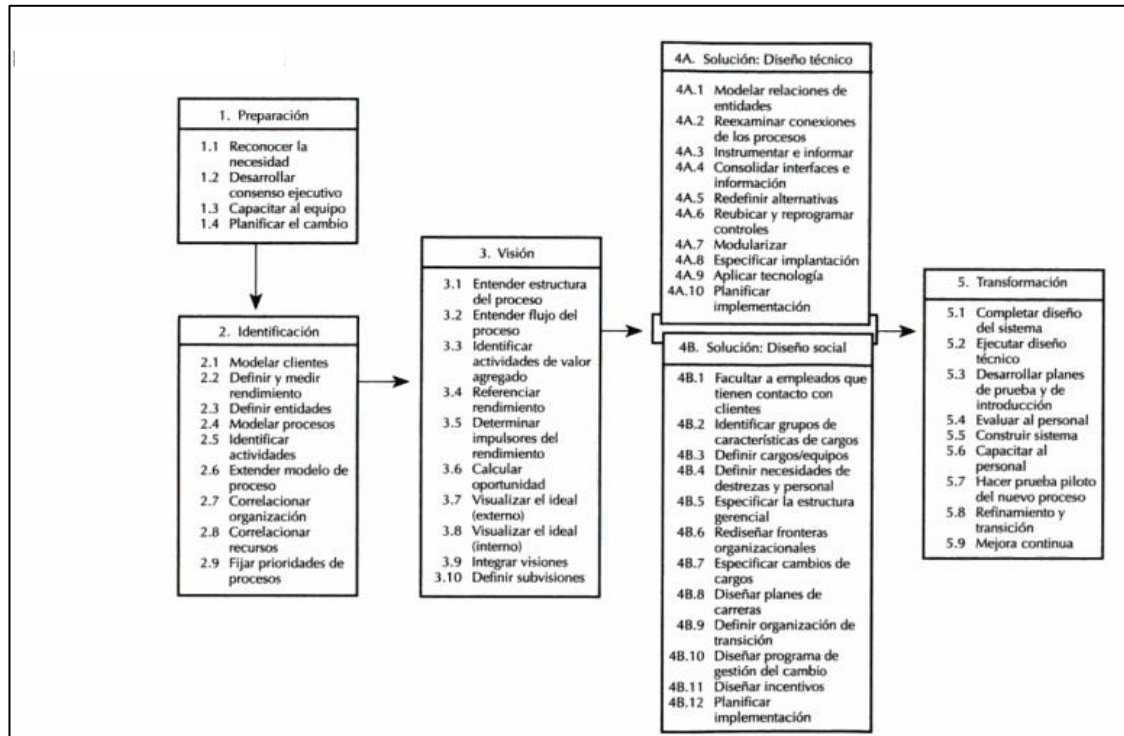 1. Preparación
1.1 Reconocer la
necesidad
1.2 Desarrollar
consenso ejecutivo
1.3 Capacitar al equipo
1.4 Planificar el cambio
2. Identificación
2.1 Modelar clientes
2.2 Definir y medir
rendimiento
2.3 Definir entidades
2.4 Modelar procesos
2.5 Identificar
actividades
2.6 Extender modelo de
proceso
2.7 Correlacionar
organización
2.8 Correlacionar
recursos
2.9 Fijar prioridades de
procesos
3. Visión
3.1 Entender estructura
del proceso
3.2 Entender flujo del
proceso
3.3 Identificar
actividades de valor
agregado
3.4 Referenciar
rendimiento
3.5 Determinar
impulsores del
rendimiento
3.6 Calcular
oportunidad
3.7 Visualizar el ideal
(externo)
3.8 Visualizar el ideal
(interno)
3.9 Integrar visiones
3.10 Definir subvisiones
4A. Solución: Diseño técnico
4A.1 Modelar relaciones de
entidades
4A.2 Reexaminar conexiones
de los procesos
4A.3 Instrumentar e informar
4A.4 Consolidar interfaces e
información
4A.5 Redefinir alternativas
4A.6 Reubicar y reprogramar
controles
4A.7 Modularizar
4A.8 Especificar implantación
4A.9 Aplicar tecnología
4A.10 Planificar
implementación
4B. Solución: Diseño social
4B.1 Facultar a empleados que
tienen contacto con
clientes
4B.2 Identificar grupos de
características de cargos
4B.3 Definir cargos/equipos
4B.4 Definir necesidades de
destrezas y personal
4B.5 Especificar la estructura
gerencial
4B.6 Rediseñar fronteras
organizacionales
4B.7 Especificar cambios de
cargos
4B.8 Diseñar planes de
carreras
4B.9 Definir organización de
transición
4B.10 Diseñar programa de
gestión del cambio
4B.11 Diseñar incentivos
4B.12 Planificar
implementación
5. Transformación
5.1 Completar diseño
del sistema
5.2 Ejecutar diseño
técnico
5.3 Desarrollar planes
de prueba y de
introducción
5.4 Evaluar al personal
5.5 Construir sistema
5.6 Capacitar al
personal
5.7 Hacer prueba piloto
del nuevo proceso
5.8 Refinamiento y
transición
5.9 Mejora continua